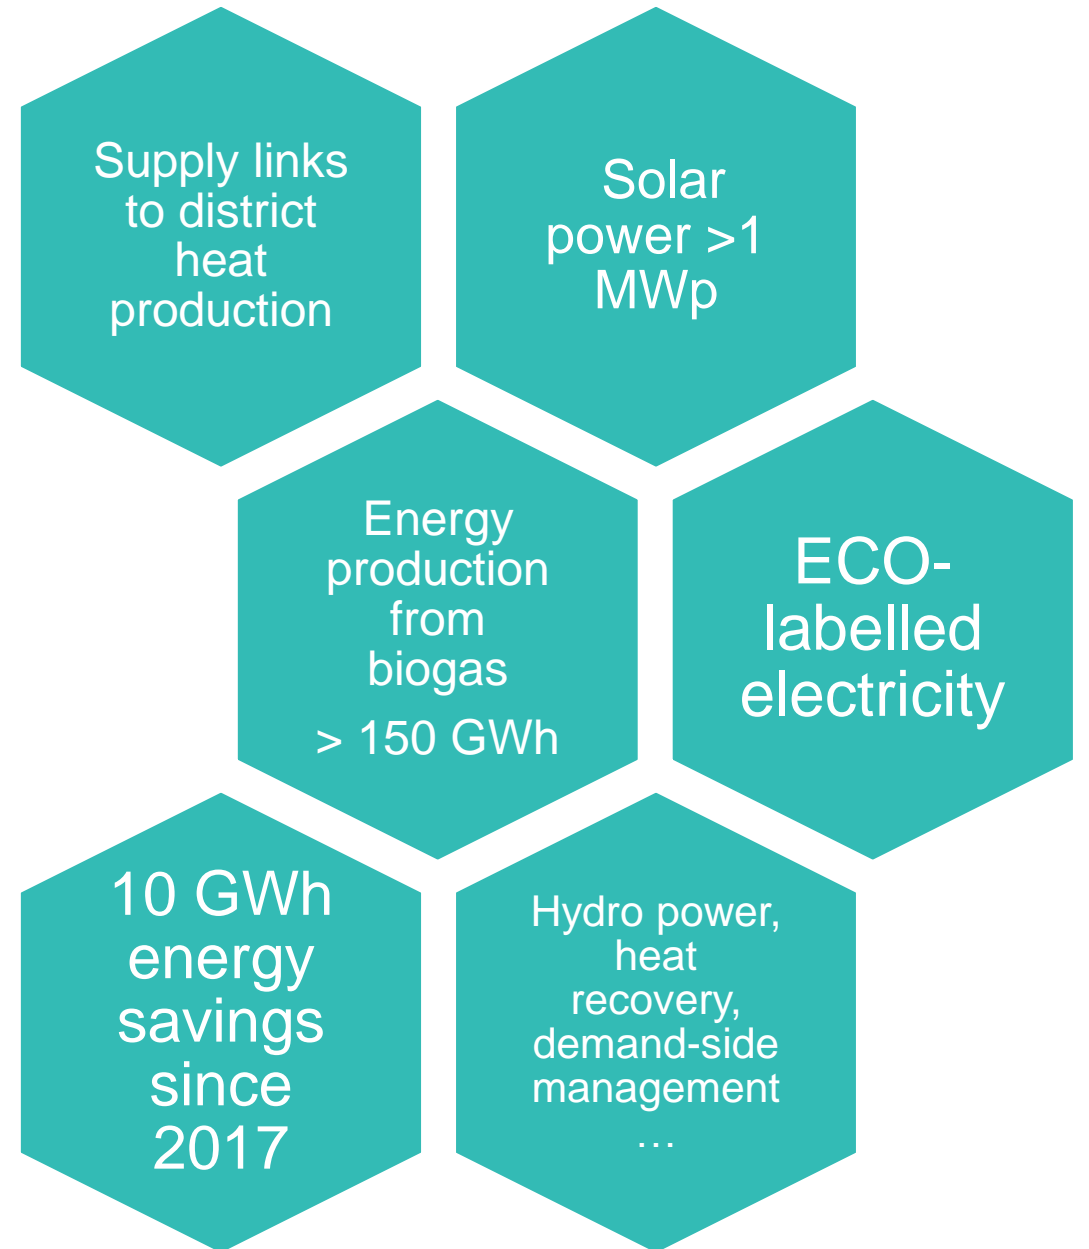 Supply links
to district
heat
production
Solar
power >1
MWp
Energy
production
from
biogas
> 150 GWh
ECO-
labelled
electricity
10 GWh
energy
savings
since
2017
Hydro power,
heat
recovery,
demand-side
management
…